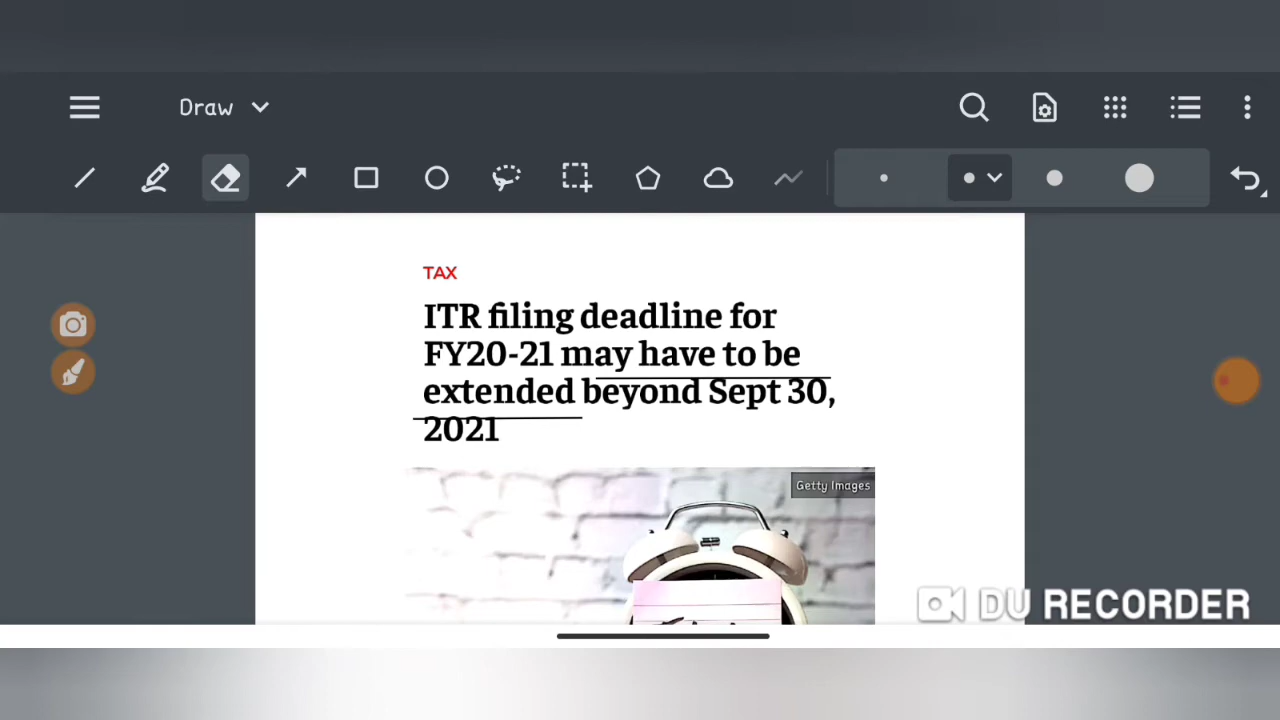 Draw
TAX
ITR filing deadline for
FY20-21 may have to be
extended beyond Sept 30,
2021
Getty Images
DU RECORDER